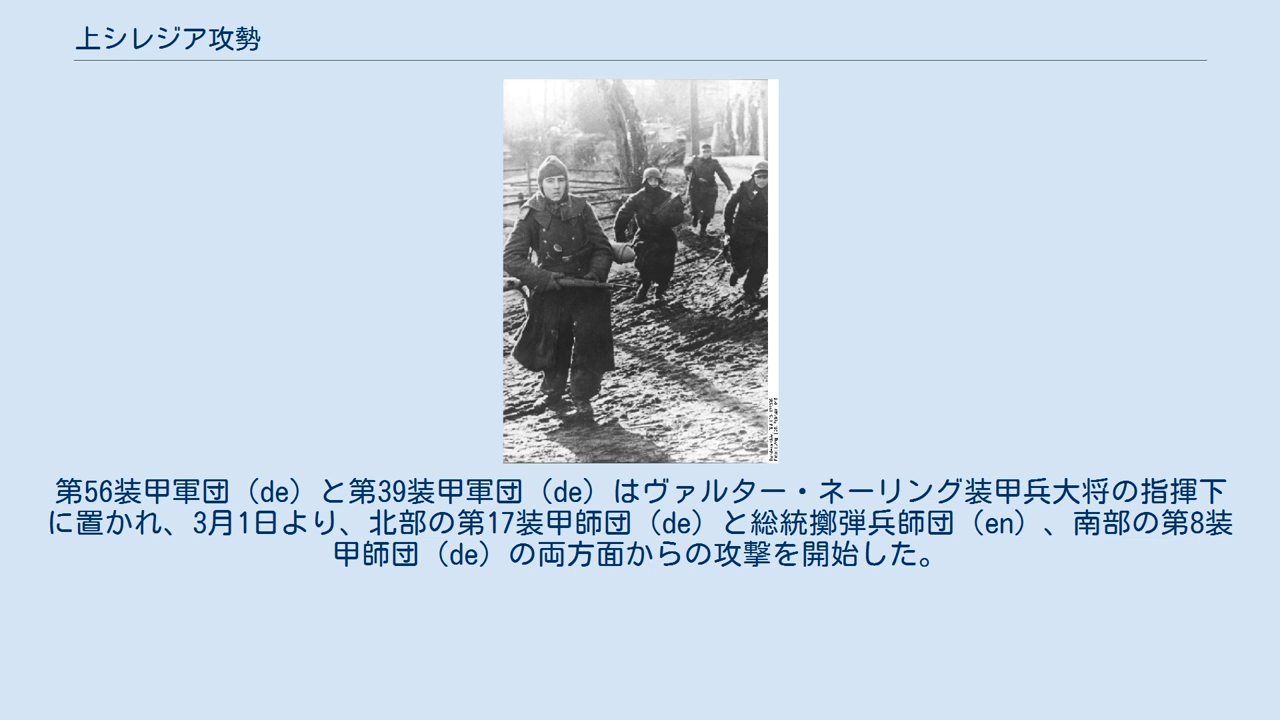 上シレジア攻勢
第56装甲軍団（de）と第39装甲軍団（de）はヴァルター・ネーリング装甲兵大将の指揮下
に置かれ、3月1日より、北部の第17装甲師団（de）と総統擲弾兵師団（en）、南部の第8装
甲師団（de）の両方面からの攻撃を開始した。